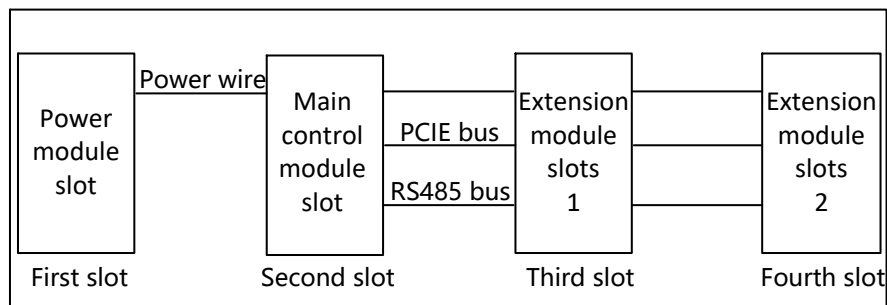 Power
module
slot
Power wire
Main
control
module
slot
PCIE bus
RS485 bus
Extension
module
slots
1
Extension
module
slots
2
First slot
Second slot
Third slot
Fourth slot